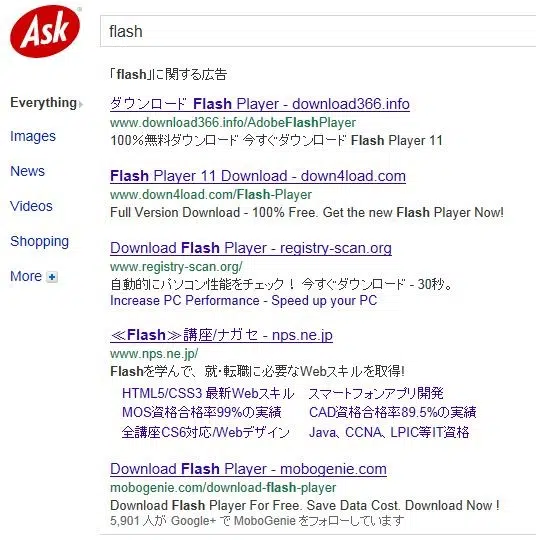 Ask
flash
「flash」に関する広告
Everything
Images
News
Videos
Shopping
More
ダウンロード Flash Player - download366.info
www.download366.info/AdobeFlashPlayer
100%無料ダウンロード 今すぐダウンロード Flash Player 11
Flash Player 11 Download - down4load.com
www.down4load.com/Flash-Player
Full Version Download - 100% Free. Get the new Flash Player Now!
Download Flash Player - registry-scan.org
www.registry-scan.org/
自動的にパソコン性能をチェック! 今すぐダウンロード - 30秒。
Increase PC Performance - Speed up your PC
≪Flash≫講座/ナガセ - nps.ne.jp
www.nps.ne.jp/
Flashを学んで、就・転職に必要なWebスキルを取得!
HTML5/CSS3 最新Webスキル スマートフォンアプリ開発
MOS資格合格率99%の実績 CAD資格合格率89.5%の実績
全講座CS6対応/Webデザイン Java、CCNA、LPIC等IT資格
Download Flash Player - mobogenie.com
mobogenie.com/download-flash-player
Download Flash Player For Free. Save Data Cost. Download Now !
5,901 人が Google+ で MoboGenie をフォローしています